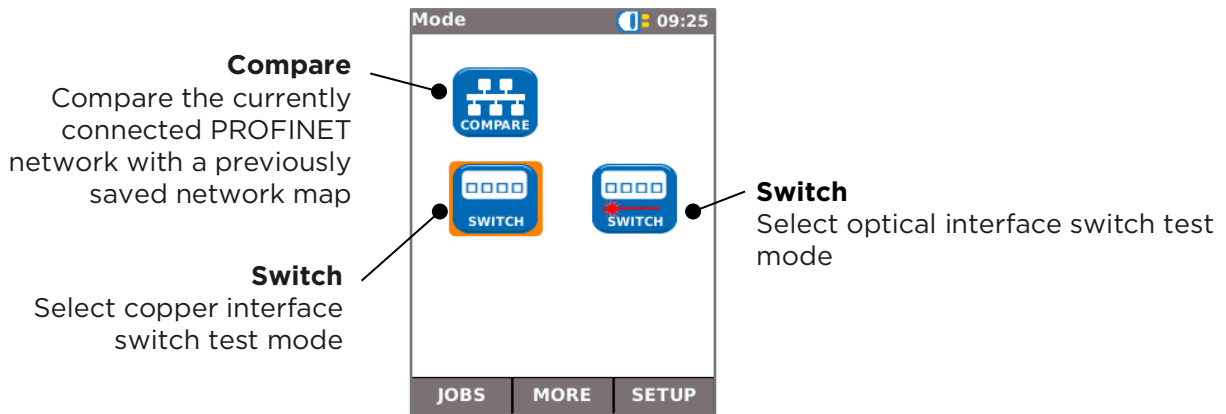 Mode 09:25
Compare
Compare the currently
connected PROFINET
network with a previously
saved network map
COMPARE
SWITCH
SWITCH
Switch
Select optical interface switch test
mode
Switch
Select copper interface
switch test mode
JOBS MORE SETUP